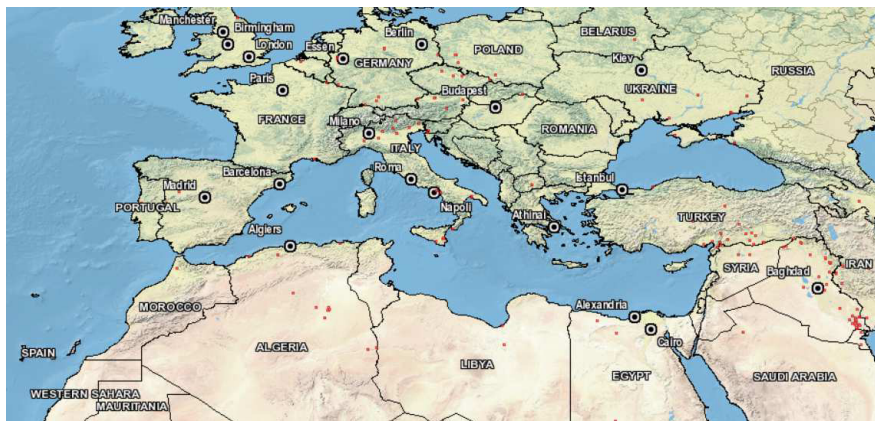 Manchester
Birmingham
London
Essen
Berlin
POLAND
BELARUS
Kiev
RUSSIA
GERMANY
Paris
Budapest
UKRAINE
FRANCE
Milano
ITALY
ROMANIA
Roma
Barcelona
Madrid
PORTUGAL
Napoli
Istanbul
Athinai
TURKEY
Algiers
SYRIA
Baghdad
IRAN
MOROCCO
Alexandria
Cairo
SPAIN
ALGERIA
LIBYA
EGYPT
SAUDI ARABIA
WESTERN SAHARA
MAURITANIA